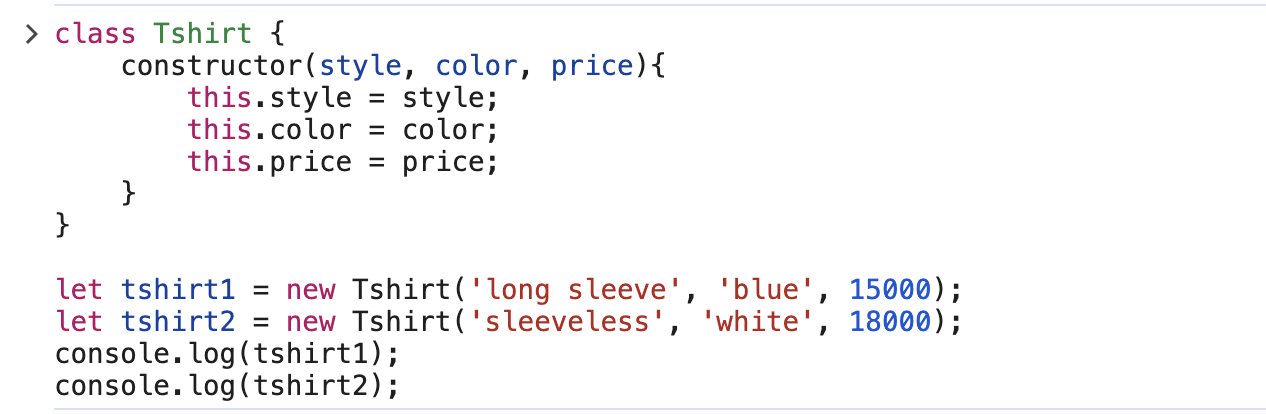 class Tshirt {
    constructor(style, color, price){
        this.style = style;
        this.color = color;
        this.price = price;
    }
}

let tshirt1 = new Tshirt('long sleeve', 'blue', 15000);
let tshirt2 = new Tshirt('sleeveless', 'white', 18000);
console.log(tshirt1);
console.log(tshirt2);